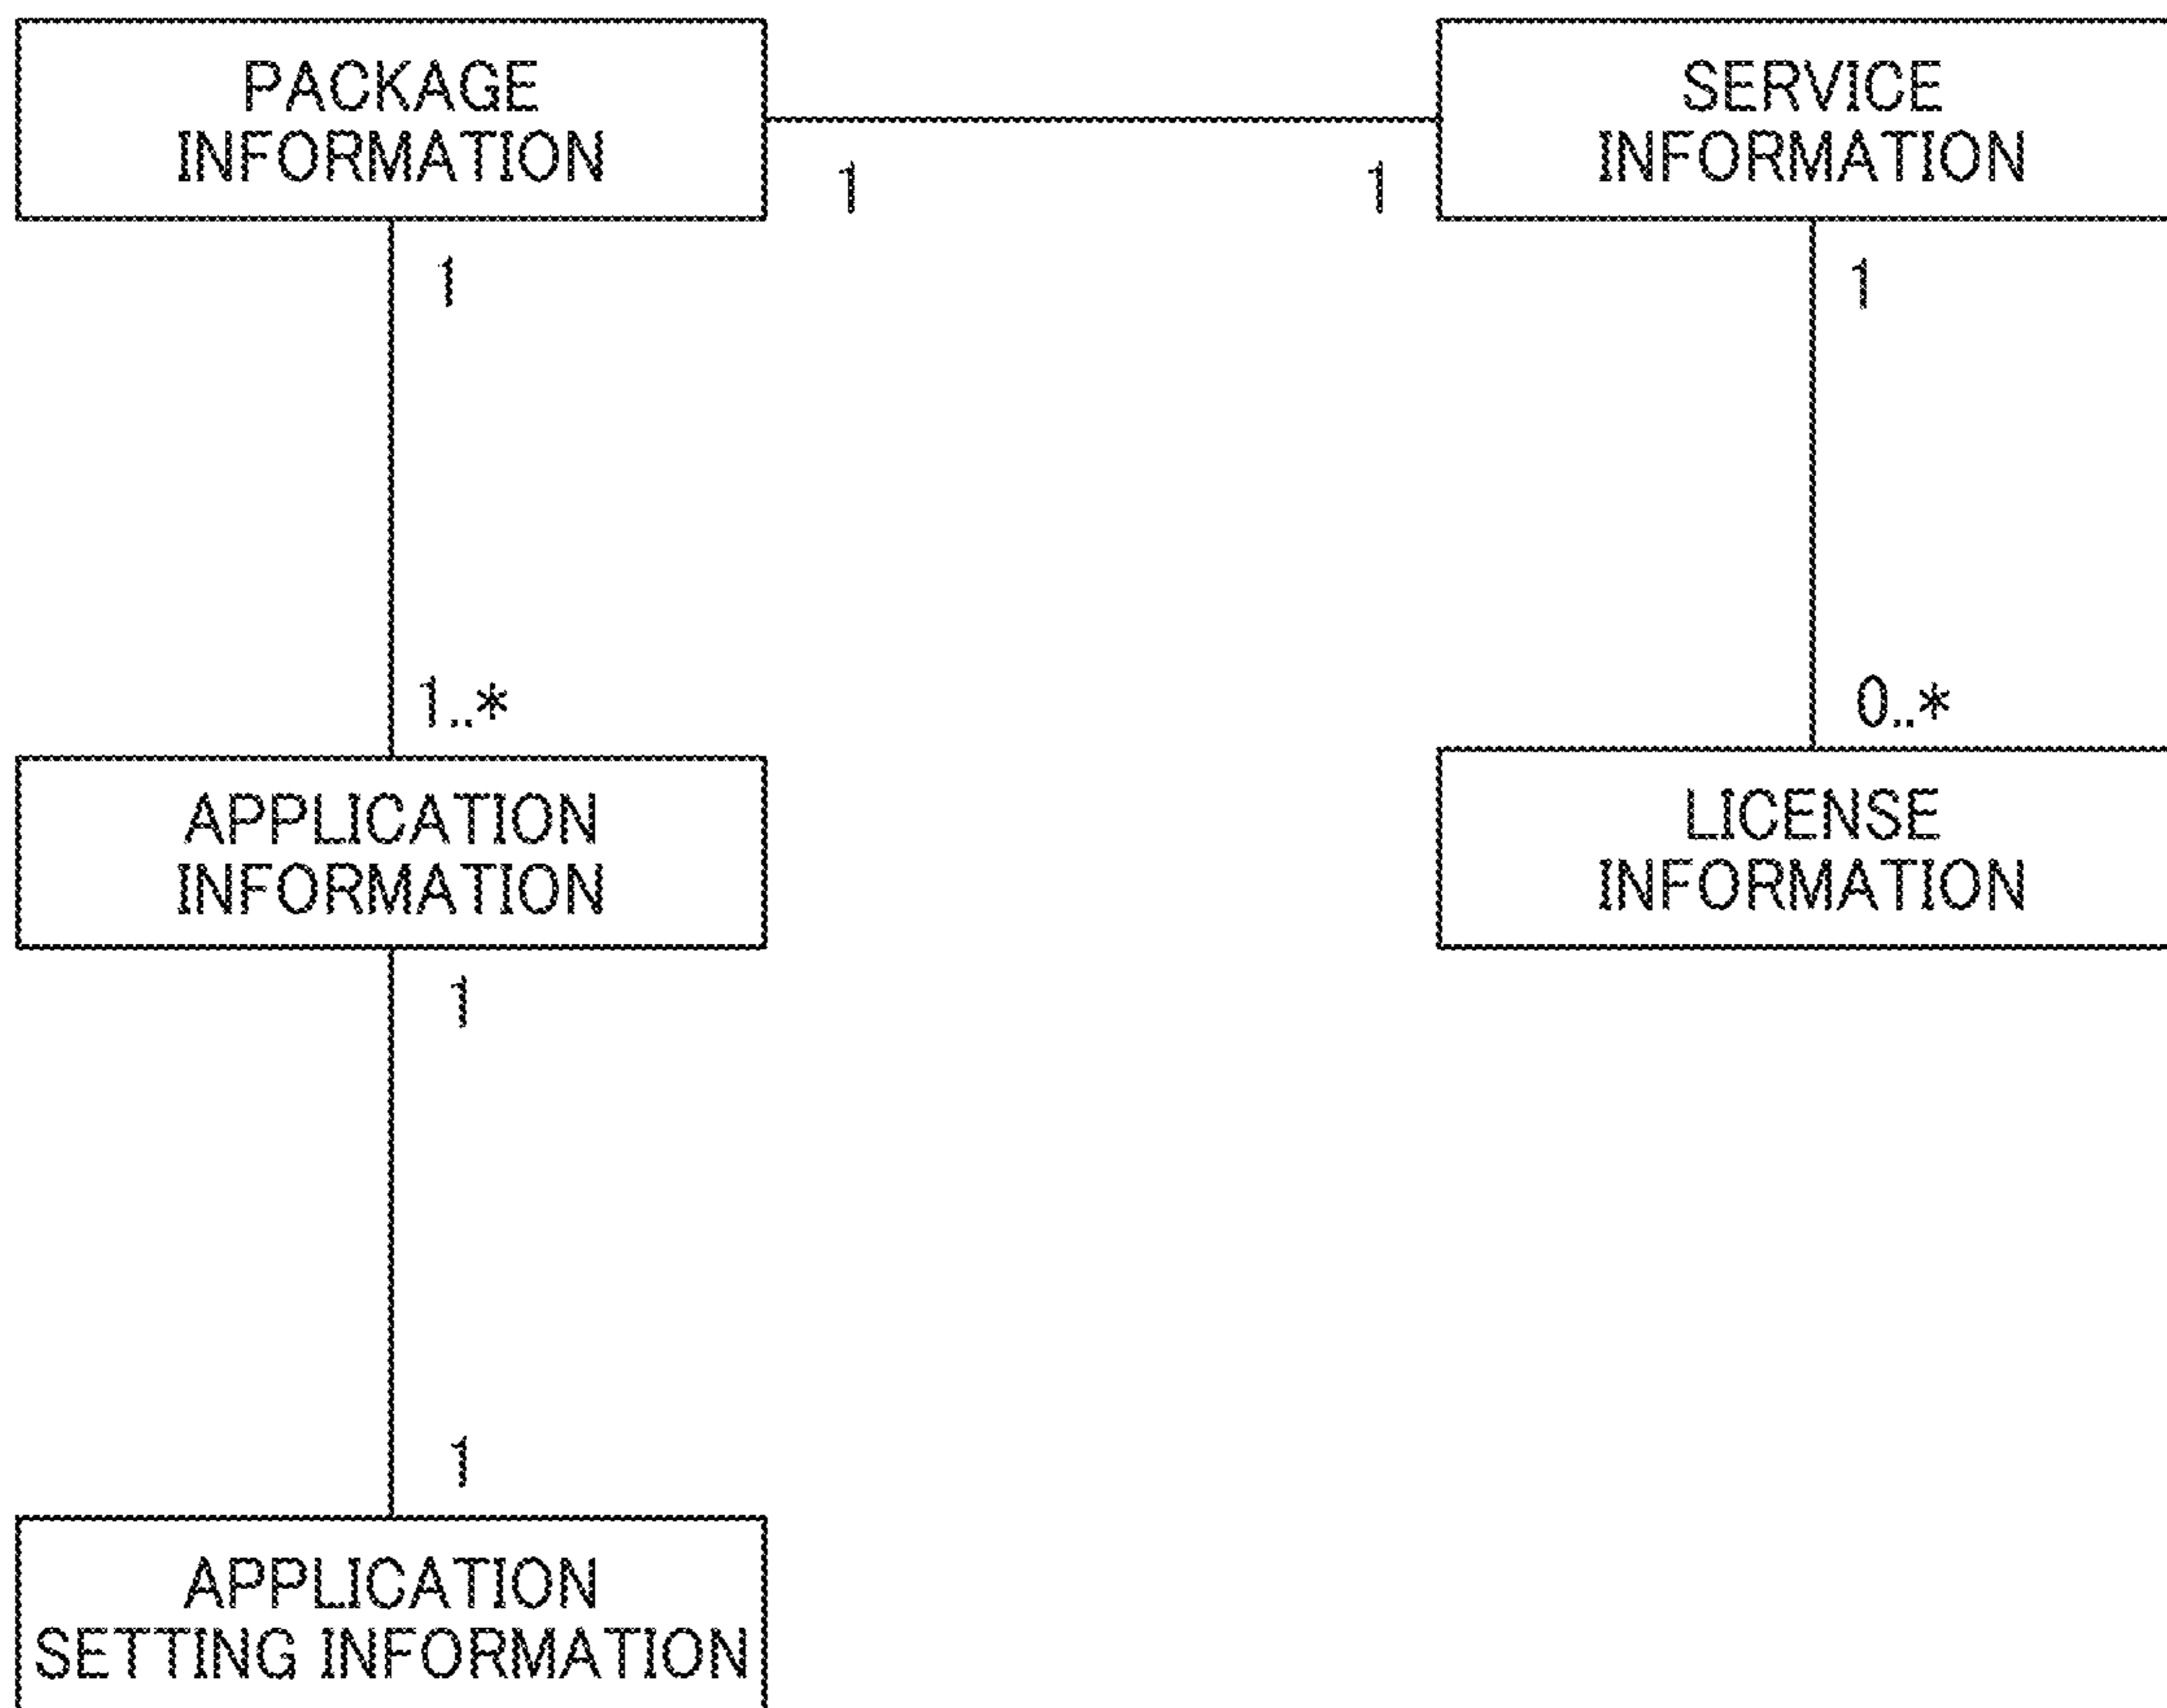 PACKAGE
INFORMATION
SERVICE
INFORMATION
1
1
1
1
1..*
0..*
APPLICATION
INFORMATION
LICENSE
INFORMATION
1
1
APPLICATION
SETTING INFORMATION